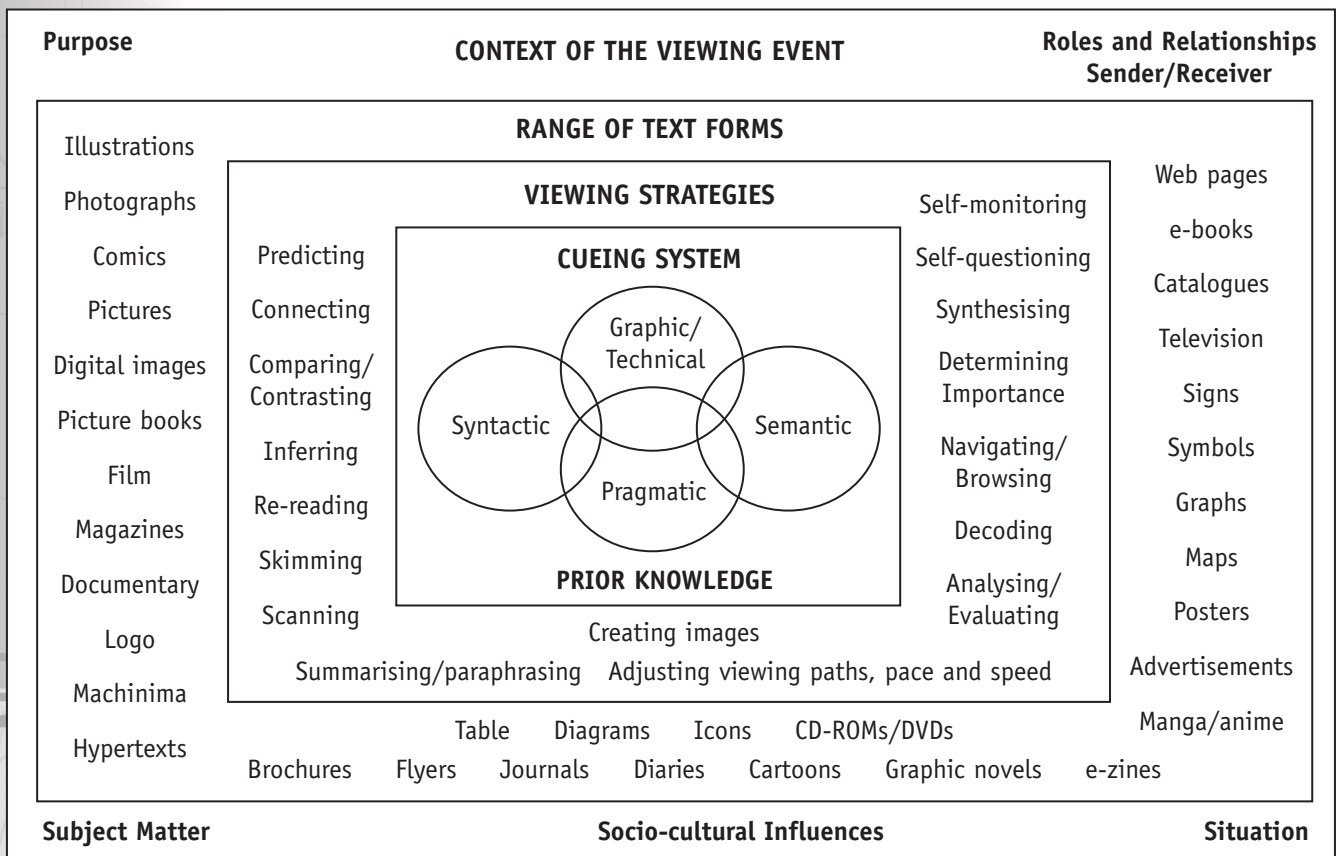 Purpose
CONTEXT OF THE VIEWING EVENT
Roles and Relationships
Sender/Receiver
RANGE OF TEXT FORMS
Illustrations
Photographs
Comics
Pictures
Digital images
Picture books
Film
Magazines
Documentary
Logo
Machinima
Hypertexts
VIEWING STRATEGIES
Predicting
Connecting
Comparing/
Contrasting
Inferring
Re-reading
Skimming
Scanning
CUEING SYSTEM
Graphic/
Technical
Syntactic
Semantic
Pragmatic
PRIOR KNOWLEDGE
Self-monitoring
Self-questioning
Synthesising
Determining
Importance
Navigating/
Browsing
Decoding
Analysing/
Evaluating
Creating images
Summarising/paraphrasing
Adjusting viewing paths, pace and speed
Web pages
e-books
Catalogues
Television
Signs
Symbols
Graphs
Maps
Posters
Advertisements
Manga/anime
Table Diagrams Icons CD-ROMs/DVDs
Brochures Flyers Journals Diaries Cartoons Graphic novels e-zines
Subject Matter
Socio-cultural Influences
Situation